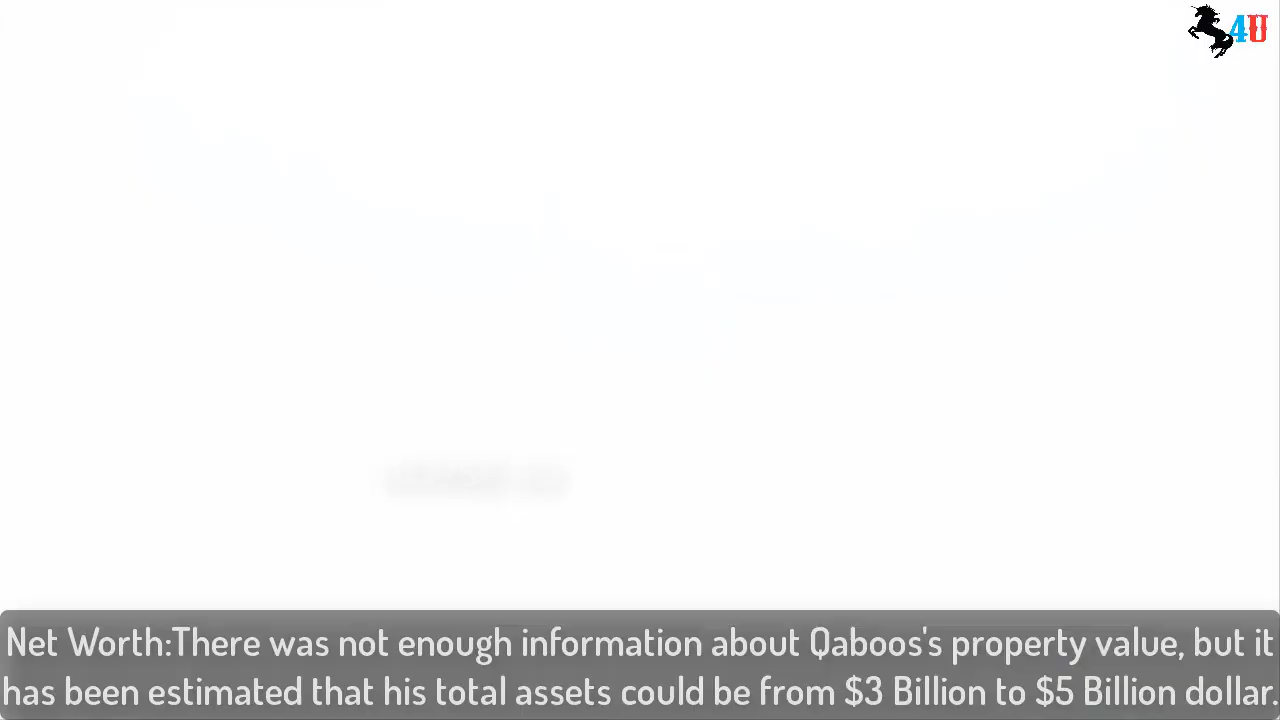 4U
Net Worth:There was not enough information about Qaboos's property value, but it
has been estimated that his total assets could be from $3 Billion to $5 Billion dollar.